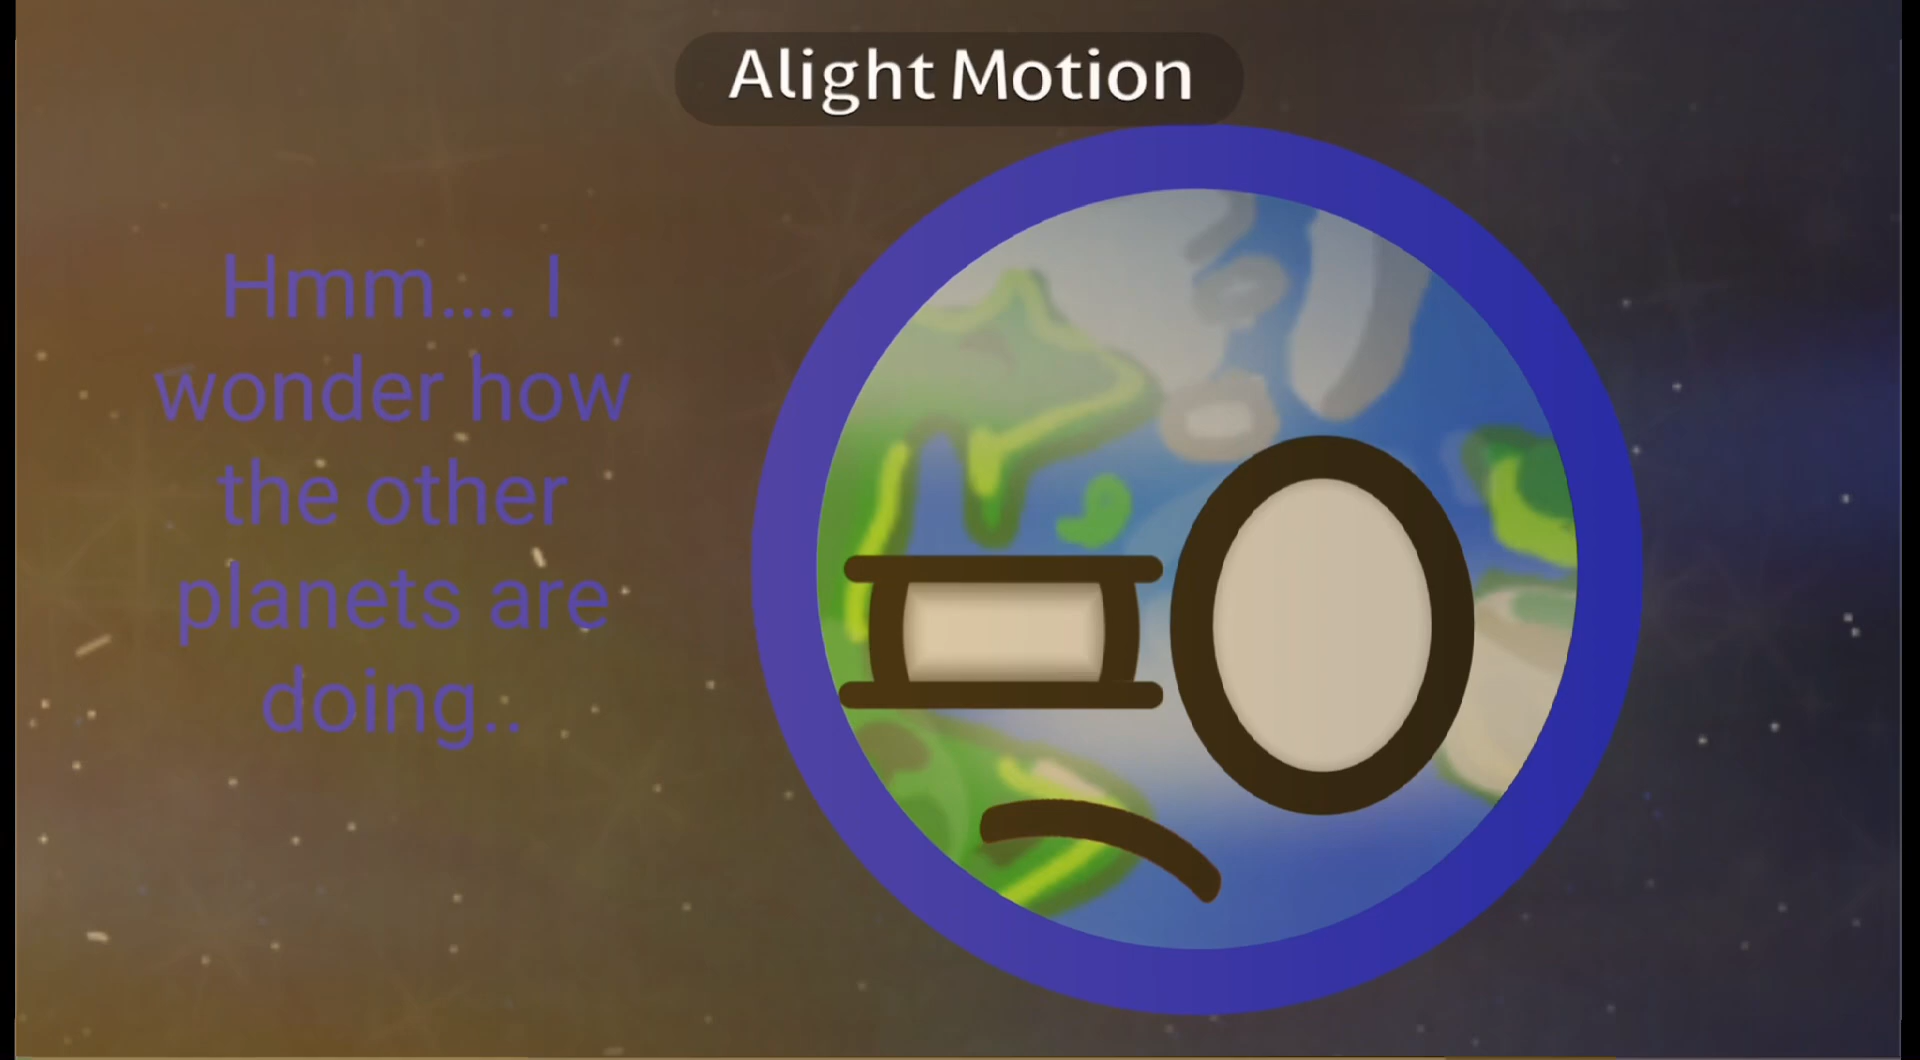 Alight Motion
Hmm.... I
wonder how
the other
planets are
doing..